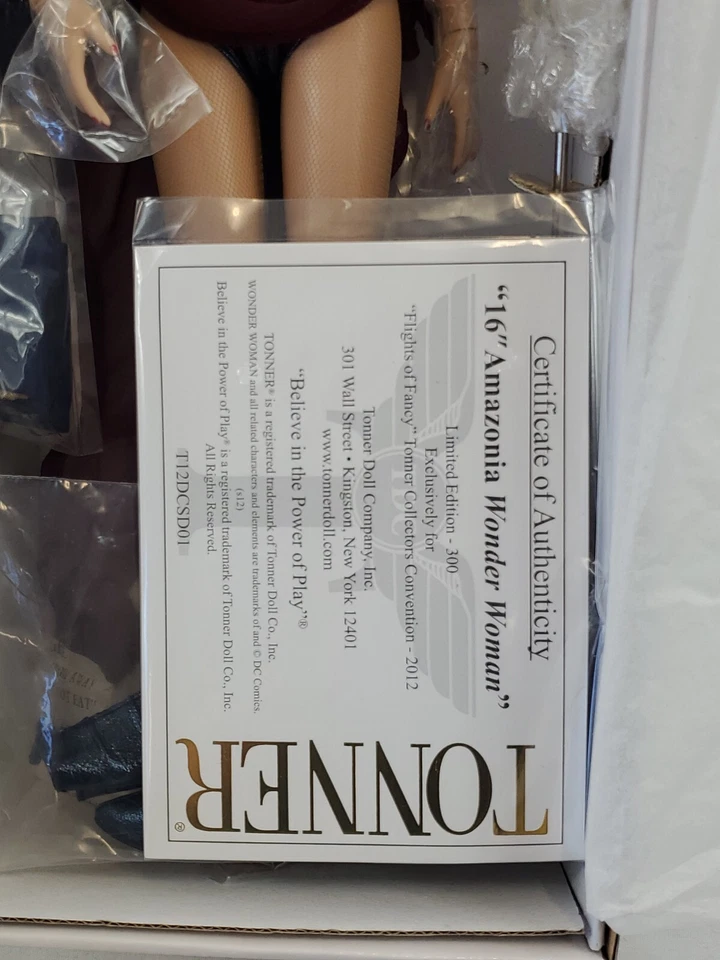 Certificate of Authenticity
“16″ Amazonia Wonder Woman”
Limited Edition - 300
Exclusively for
“Flights of Fancy” Tonner Collectors Convention - 2012
Tonner Doll Company, Inc.
301 Wall Street • Kingston, New York 12401
www.tonnerdoll.com
“Believe in the Power of Play”®
TONNER® is a registered trademark of Tonner Doll Co., Inc.
WONDER WOMAN and all related characters and elements are trademarks of and © DC Comics.
(s12)
Believe in the Power of Play® is a registered trademark of Tonner Doll Co., Inc.
All Rights Reserved.
T12DCSD01
TONNER®